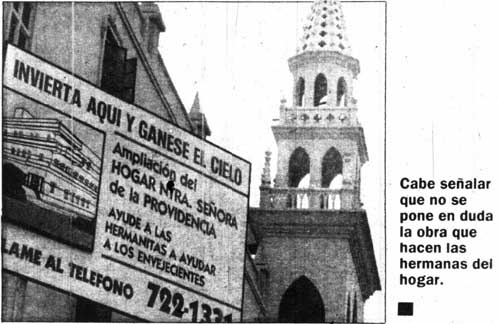 INVIERTA AQUI Y GANESE EL CIELO
Ampliación del
HOGAR NTRA. SEÑORA
de la PROVIDENCIA
AYUDE A LAS
HERMANITAS A AYUDAR
A LOS ENVEJECIENTES
LAME AL TELEFONO 722-1331
Cabe señalar
que no se
pone en duda
la obra que
hacen las
hermanas del
hogar.